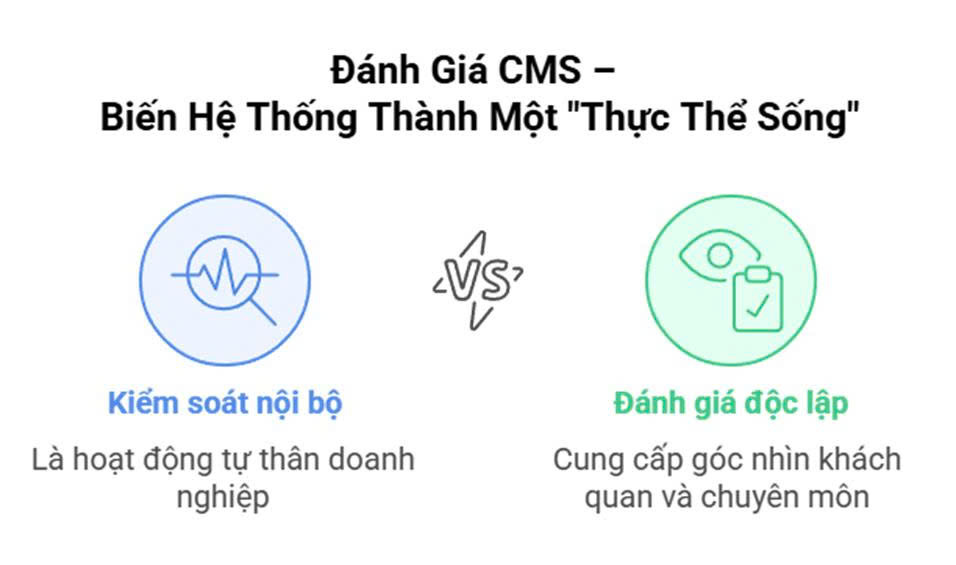 Đánh Giá CMS –
Biến Hệ Thống Thành Một "Thực Thể Sống"
VS
Kiểm soát nội bộ
Đánh giá độc lập
Là hoạt động tự thân doanh
nghiệp
Cung cấp góc nhìn khách
quan và chuyên môn